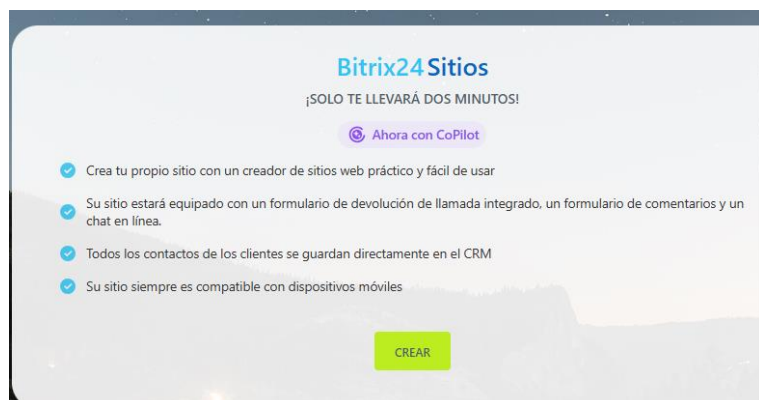 Bitrix24 Sitios
¡SOLO TE LLEVARÁ DOS MINUTOS!
Ahora con CoPilot
Crea tu propio sitio con un creador de sitios web práctico y fácil de usar
Su sitio estará equipado con un formulario de devolución de llamada integrado, un formulario de comentarios y un
chat en línea.
Todos los contactos de los clientes se guardan directamente en el CRM
Su sitio siempre es compatible con dispositivos móviles
CREAR